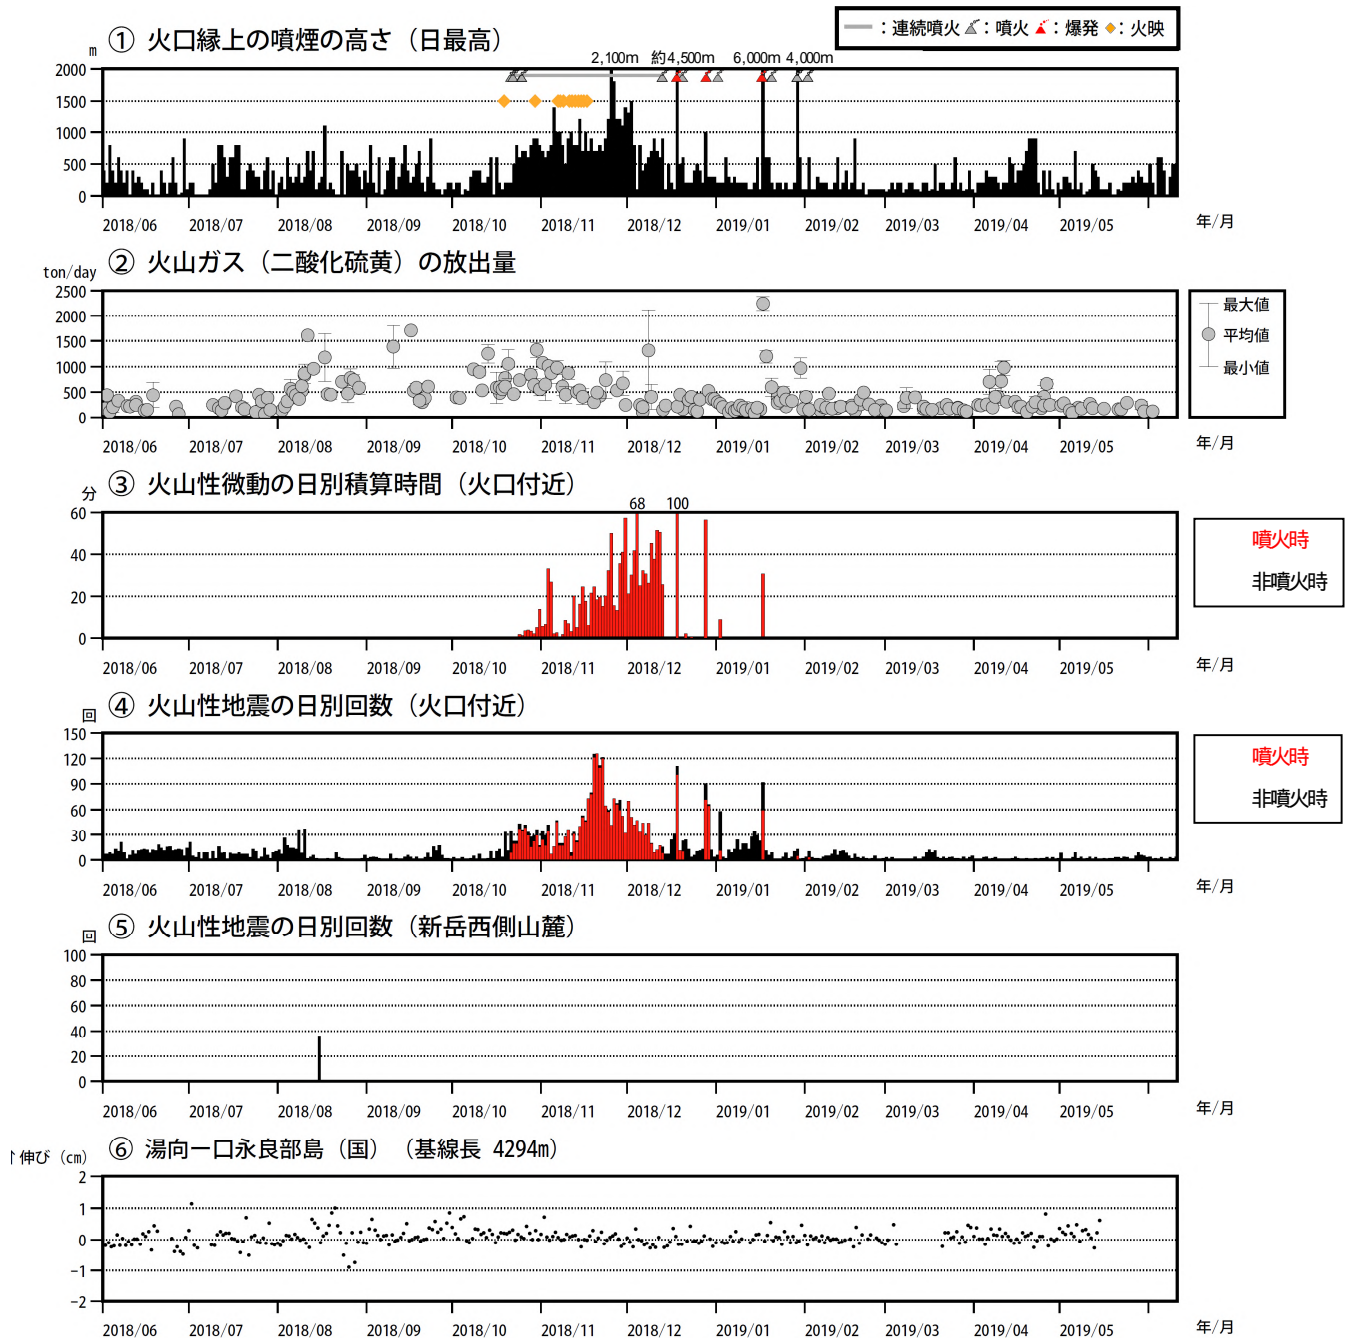 ：連続噴火 ：噴火 ：爆発 ：火映
① 火口縁上の噴煙の高さ（日最高）
m
2,100m 約4,500m 6,000m 4,000m
2000
1500
1000
500
0
2018/06 2018/07 2018/08 2018/09 2018/10 2018/11 2018/12 2019/01 2019/02 2019/03 2019/04 2019/05 年/月
② 火山ガス（二酸化硫黄）の放出量
ton/day
2500
2000
1500
1000
500
0
最大値
平均値
最小値
2018/06 2018/07 2018/08 2018/09 2018/10 2018/11 2018/12 2019/01 2019/02 2019/03 2019/04 2019/05 年/月
③ 火山性微動の日別積算時間（火口付近）
分
68 100
60
40
20
0
噴火時
非噴火時
2018/06 2018/07 2018/08 2018/09 2018/10 2018/11 2018/12 2019/01 2019/02 2019/03 2019/04 2019/05 年/月
④ 火山性地震の日別回数（火口付近）
回
150
120
90
60
30
0
噴火時
非噴火時
2018/06 2018/07 2018/08 2018/09 2018/10 2018/11 2018/12 2019/01 2019/02 2019/03 2019/04 2019/05 年/月
⑤ 火山性地震の日別回数（新岳西側山麓）
回
100
80
60
40
20
0
2018/06 2018/07 2018/08 2018/09 2018/10 2018/11 2018/12 2019/01 2019/02 2019/03 2019/04 2019/05 年/月
⑥ 湯向ー口永良部島（国）（基線長 4294m）
↑伸び（cm）
2
1
0
−1
−2
2018/06 2018/07 2018/08 2018/09 2018/10 2018/11 2018/12 2019/01 2019/02 2019/03 2019/04 2019/05 年/月